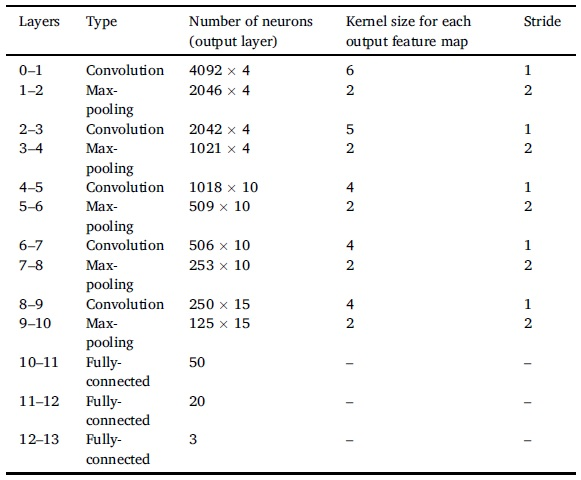 Layers Type Number of neurons Kernel size for each Stride
(output layer) output feature map
0–1 Convolution 4092 × 4 6 1
1–2 Max- 2046 × 4 2 2
pooling
2–3 Convolution 2042 × 4 5 1
3–4 Max- 1021 × 4 2 2
pooling
4–5 Convolution 1018 × 10 4 1
5–6 Max- 509 × 10 2 2
pooling
6–7 Convolution 506 × 10 4 1
7–8 Max- 253 × 10 2 2
pooling
8–9 Convolution 250 × 15 4 1
9–10 Max- 125 × 15 2 2
pooling
10–11 Fully- 50 – –
connected
11–12 Fully- 20 – –
connected
12–13 Fully- 3 – –
connected